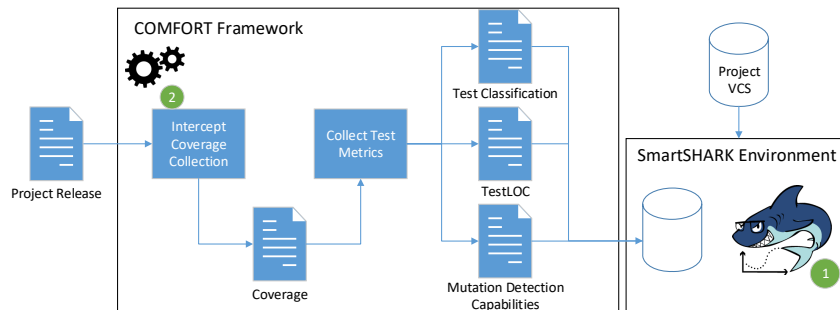 COMFORT Framework
2
Intercept
Coverage
Collection
Project Release
Coverage
Collect Test
Metrics
Test Classification
TestLOC
Mutation Detection
Capabilities
Project
VCS
SmartSHARK Environment
1